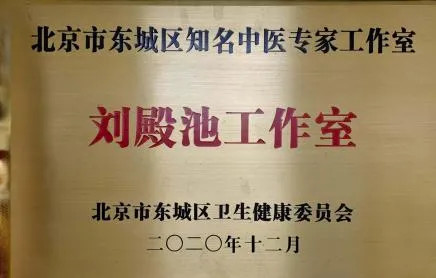 北京市东城区知名中医专家工作室
刘殿池工作室
北京市东城区卫生健康委员会
二〇二〇年十二月